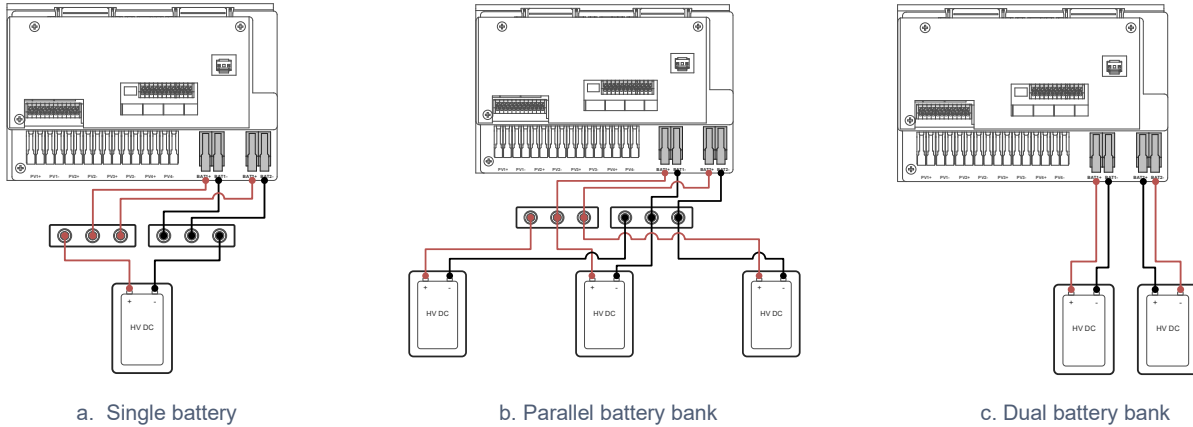 PV1+ PV1- PV2+ PV2- PV3+ PV3- PV4+ PV4- BAT1+ BAT1- BAT2+ BAT2-
+ -
HV DC
a. Single battery
PV1+ PV1- PV2+ PV2- PV3+ PV3- PV4+ PV4- BAT1+ BAT1- BAT2+ BAT2-
+ -
HV DC
+ -
HV DC
+ -
HV DC
b. Parallel battery bank
PV1+ PV1- PV2+ PV2- PV3+ PV3- PV4+ PV4- BAT1+ BAT1- BAT2+ BAT2-
+ -
HV DC
+ -
HV DC
c. Dual battery bank